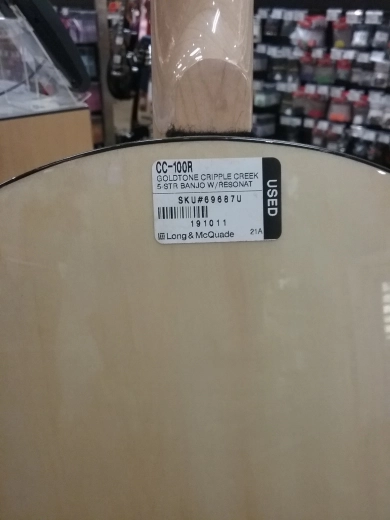 CC-100R
GOLDTONE CRIPPLE CREEK
5-STR BANJO W/RESONAT
SKU#69687U
191011
Long & McQuade
21A
USED